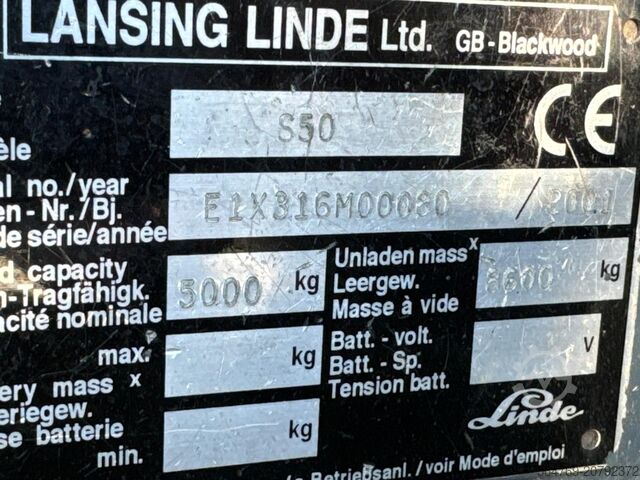 LANSING LINDE Ltd. GB - Blackwood
CE
S50
èle
al no./year
en - Nr./Bj. E1X316M00080 / 2001
de série/année
d capacity Unladen mass x
n-Tragfähigk. 5000 kg Leergew. kg
acité nominale Masse à vide
max. kg Batt. - volt. V
Batt. - Sp.
ery mass x Tension batt.
eriegew.
se batterie kg Linde
min.
Betriebsanl. / voir Mode d'emploi